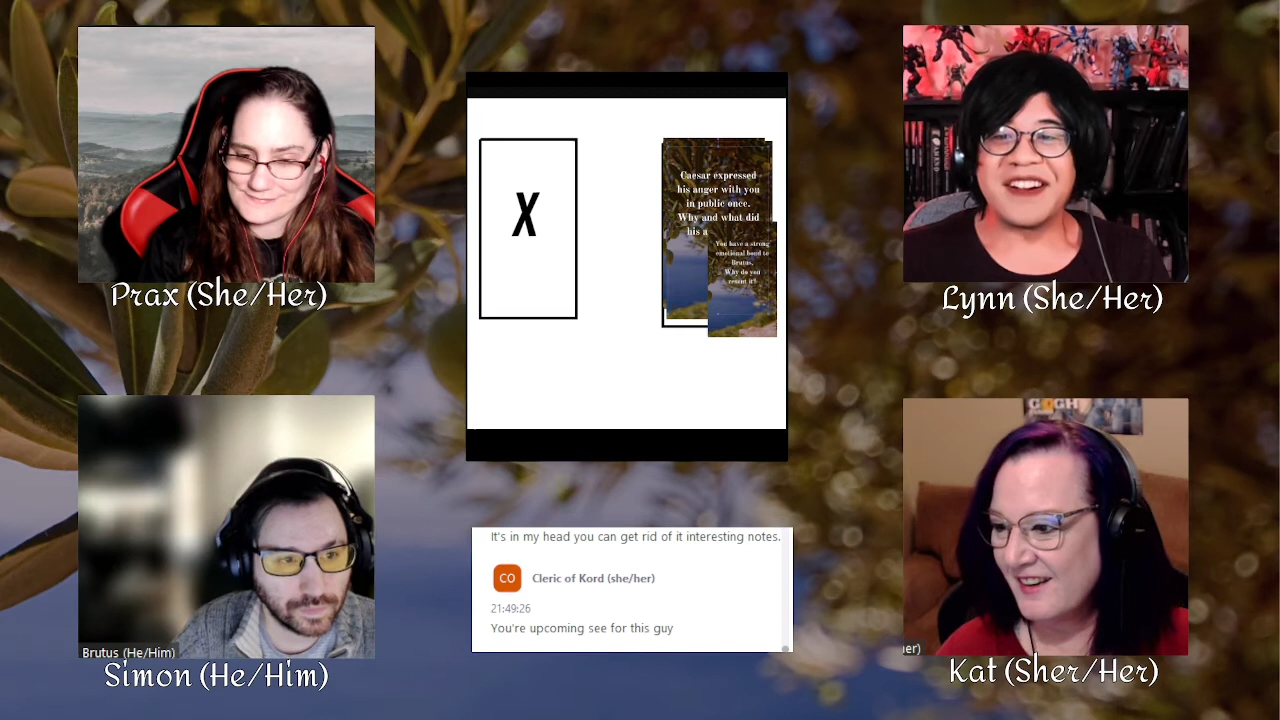 GOGH
X
Caesar expressed
his anger with you
in public once.
Why and what did
his a
You have a strong
emotional bond to
Brutus.
Why do you
resent it?
Prax (She/Her)
Lynn (She/Her)
It's in my head you can get rid of it interesting notes.
CO
Cleric of Kord (she/her)
21:49:26
You're upcoming see for this guy
Brutus (He/Him)
Simon (He/Him)
her)
Kat (Sher/Her)